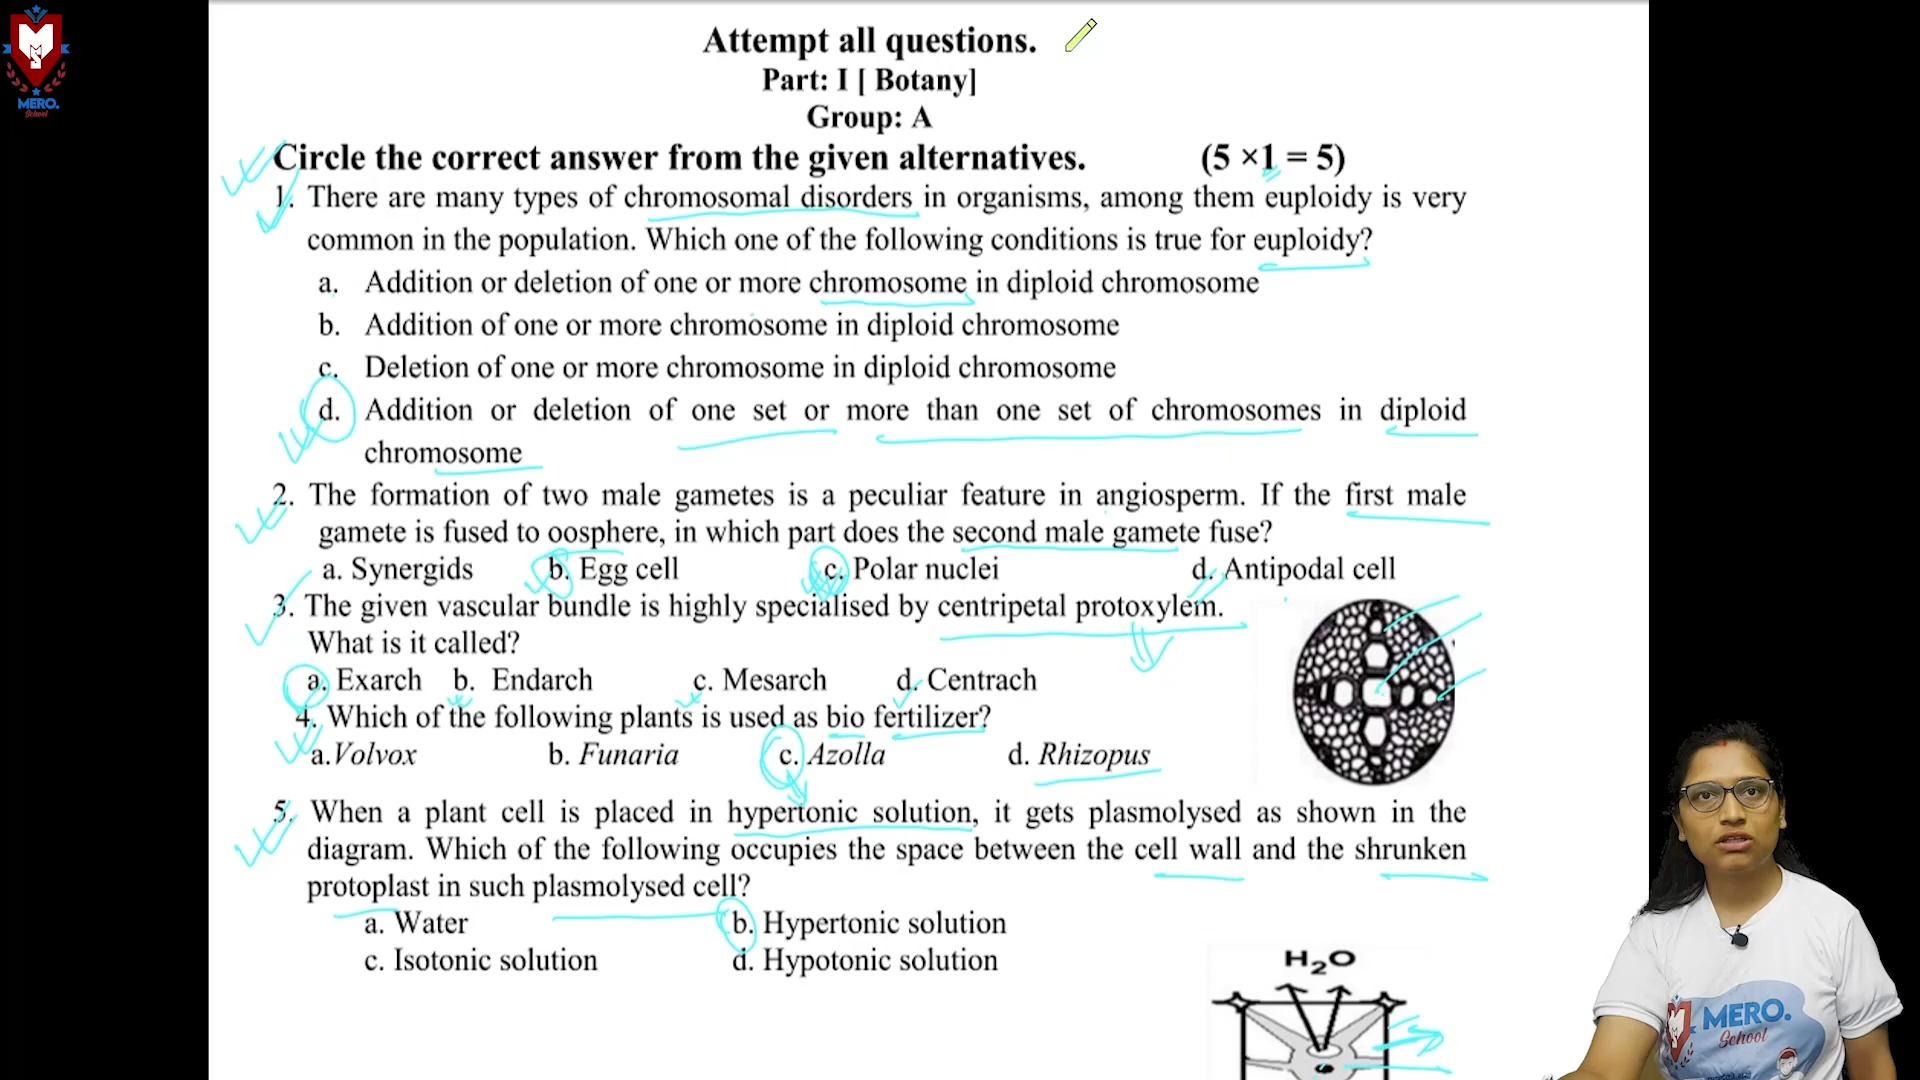 MERO.
School
Attempt all questions.
Part: I [ Botany]
Group: A
Circle the correct answer from the given alternatives. (5 ×1 = 5)
1. There are many types of chromosomal disorders in organisms, among them euploidy is very
common in the population. Which one of the following conditions is true for euploidy?
a. Addition or deletion of one or more chromosome in diploid chromosome
b. Addition of one or more chromosome in diploid chromosome
c. Deletion of one or more chromosome in diploid chromosome
d. Addition or deletion of one set or more than one set of chromosomes in diploid
chromosome
2. The formation of two male gametes is a peculiar feature in angiosperm. If the first male
gamete is fused to oosphere, in which part does the second male gamete fuse?
a. Synergids b. Egg cell c. Polar nuclei d. Antipodal cell
3. The given vascular bundle is highly specialised by centripetal protoxylem.
What is it called?
a. Exarch b. Endarch c. Mesarch d. Centrach
4. Which of the following plants is used as bio fertilizer?
a. Volvox b. Funaria c. Azolla d. Rhizopus
5. When a plant cell is placed in hypertonic solution, it gets plasmolysed as shown in the
diagram. Which of the following occupies the space between the cell wall and the shrunken
protoplast in such plasmolysed cell?
a. Water b. Hypertonic solution
c. Isotonic solution d. Hypotonic solution
H₂O
MERO.
School